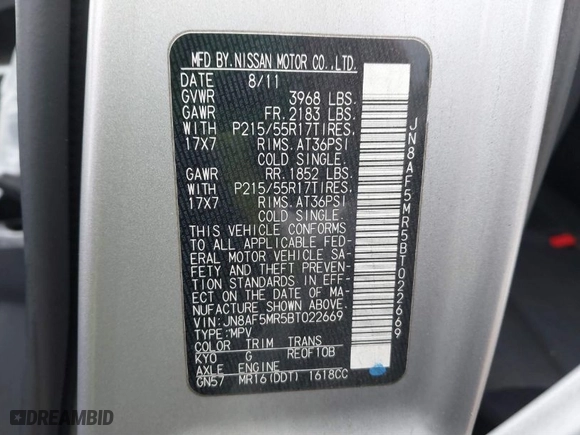 MFD BY.NISSAN MOTOR CO.,LTD.
DATE 8/11
GVWR 3968 LBS.
GAWR FR. 2183 LBS.
WITH P215/55R17TIRES,
17X7 RIMS. AT36PSI
COLD SINGLE.
GAWR RR. 1852 LBS.
WITH P215/55R17TIRES,
17X7 RIMS. AT36PSI
COLD SINGLE.
THIS VEHICLE CONFORMS
TO ALL APPLICABLE FED-
ERAL MOTOR VEHICLE SA-
FETY AND THEFT PREVEN-
TION STANDARDS IN EFF-
ECT ON THE DATE OF MA-
NUFACTURE SHOWN ABOVE.
VIN:JN8AF5MR5BT022669
TYPE:MPV
COLOR TRIM TRANS
KYO G RE0F10B
AXLE ENGINE
GN57 MR16(DDT) 1618CC
JN8AF5MR5BT022669
DREAMBID